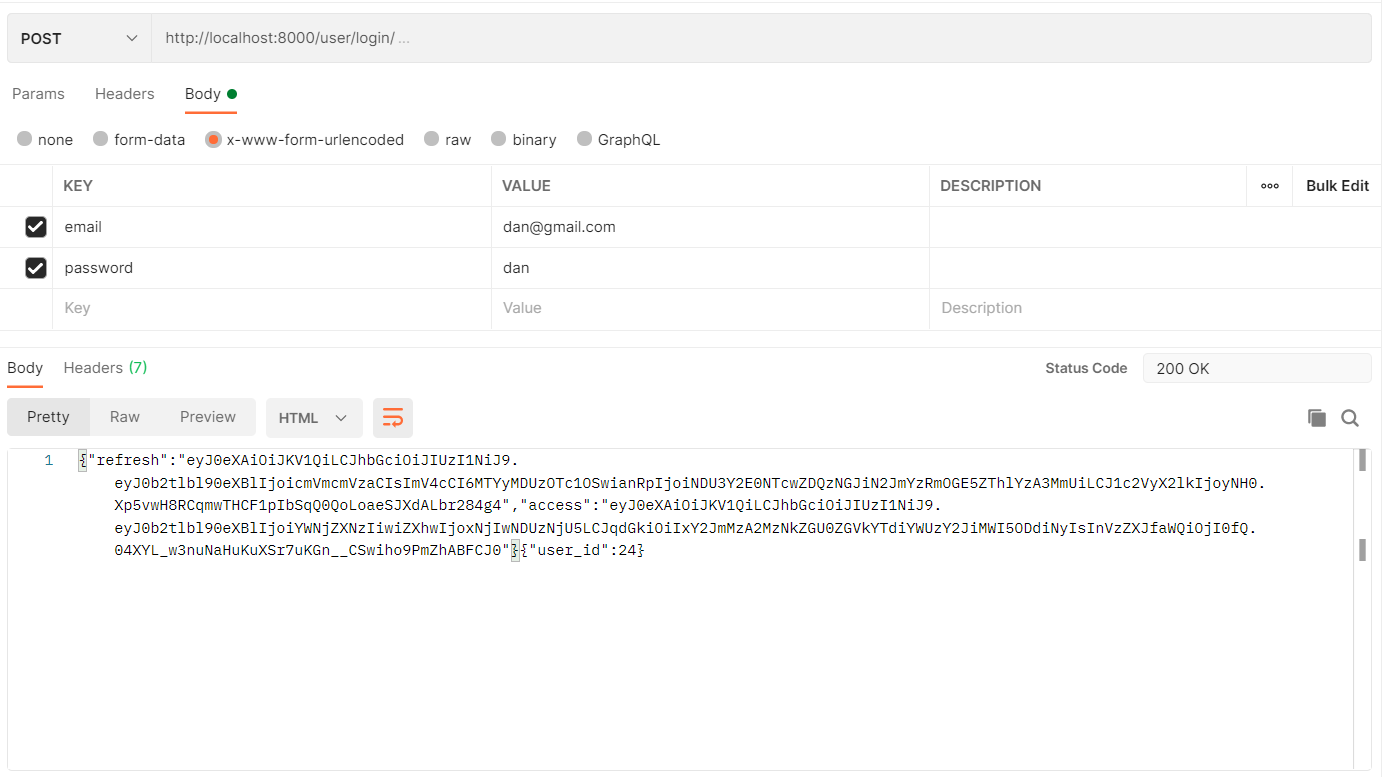 POST http://localhost:8000/user/login/ ...
Params Headers Body
none form-data x-www-form-urlencoded raw binary GraphQL
KEY VALUE DESCRIPTION ooo Bulk Edit
email dan@gmail.com
password dan
Key Value Description
Body Headers (7) Status Code 200 OK
Pretty Raw Preview HTML
1 {"refresh":"eyJ0eXAiOiJKV1QiLCJhbGciOiJIUzI1NiJ9.
eyJ0b2tlbl90eXBlIjoicmVmcmVzaCIsImV4cCI6MTYyMDUzOTc1OSwianRpIjoiNDU3Y2E0NTcwZDQzNGJiN2JmYzRmOGE5ZThlYzA3MmUiLCJ1c2VyX2lkIjoyNH0.
Xp5vwH8RCqmwTHCF1pIbSqQ0QoLoaeSJXdALbr284g4","access":"eyJ0eXAiOiJKV1QiLCJhbGciOiJIUzI1NiJ9.
eyJ0b2tlbl90eXBlIjoiYWNjZXNzIiwiZXhwIjoxNjIwNDUzNjU5LCJqdGkiOiIxY2JmMzA2MzNkZGU0ZGVkYTdiYWUzY2JiMWI5ODdiNyIsInVzZXJfaWQiOjI0fQ.
04XYL_w3nuNaHuKuXSr7uKGn__CSwiho9PmZhABFCJ0"}{"user_id":24}